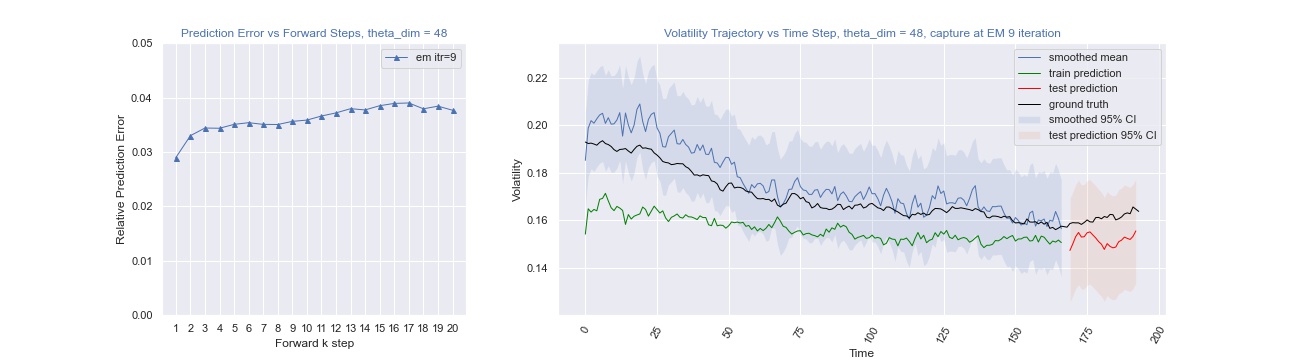 Prediction Error vs Forward Steps, theta_dim = 48
em itr=9
0.05
0.04
0.03
0.02
0.01
0.00
Relative Prediction Error
1 2 3 4 5 6 7 8 9 10 11 12 13 14 15 16 17 18 19 20
Forward k step
Volatility Trajectory vs Time Step, theta_dim = 48, capture at EM 9 iteration
smoothed mean
train prediction
test prediction
ground truth
smoothed 95% CI
test prediction 95% CI
0.22
0.20
0.18
0.16
0.14
Volatility
0 25 50 75 100 125 150 175 200
Time